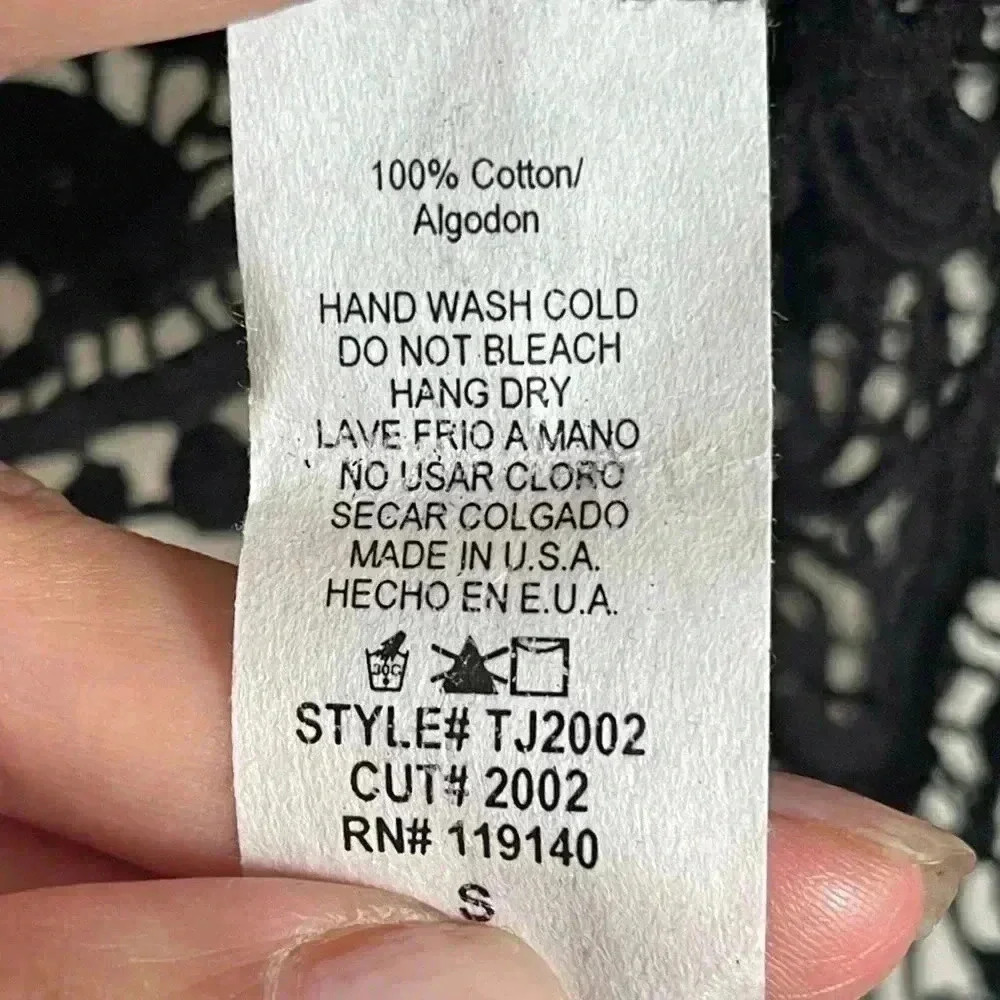 100% Cotton/
Algodon
HAND WASH COLD
DO NOT BLEACH
HANG DRY
LAVE FRIO A MANO
NO USAR CLORO
SECAR COLGADO
MADE IN U.S.A.
HECHO EN E.U.A.
30C
STYLE# TJ2002
CUT# 2002
RN# 119140
S